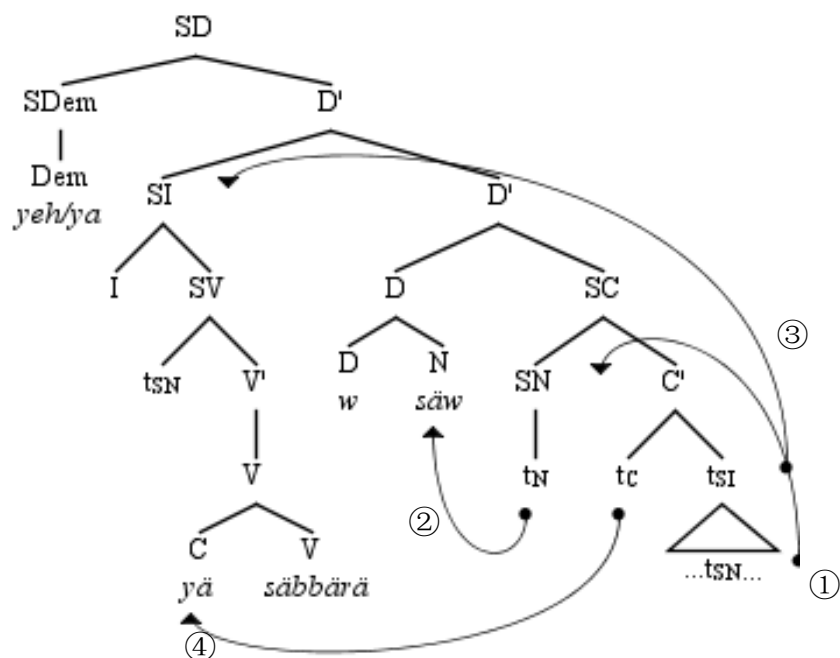 SD
SDem D'
Dem SI D'
yeh/ya
I SV D SC
tSN V' D N SN C'
w säw
③
V tN tC tSI
②
C V ...tSN...
yä säbbärä ①
④